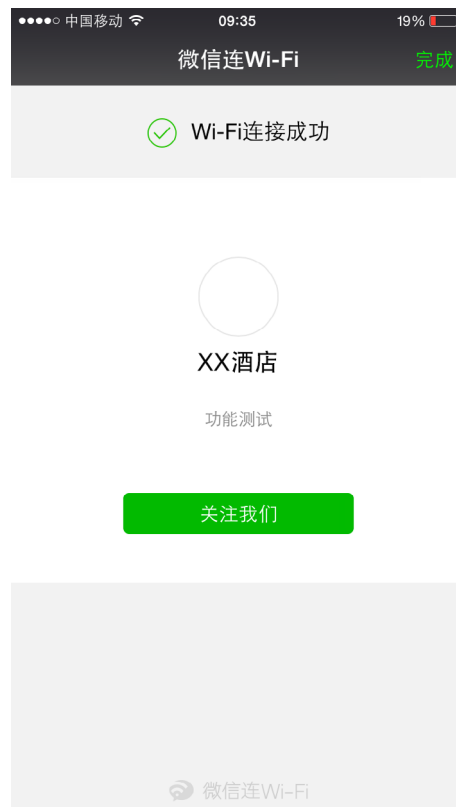 中国移动 09:35 19%
微信连Wi-Fi 完成
Wi-Fi连接成功
XX酒店
功能测试
关注我们
微信连Wi-Fi